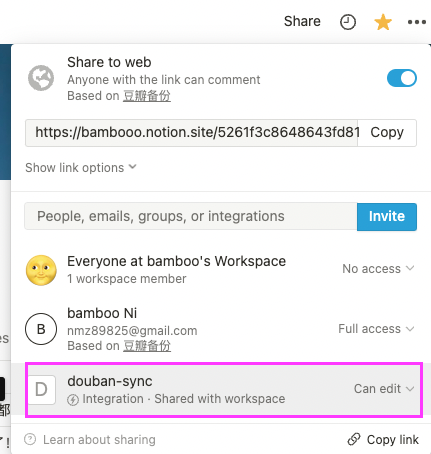 Share
Share to web
Anyone with the link can comment
Based on 豆瓣备份
https://bambooo.notion.site/5261f3c8648643fd81
Copy
Show link options
People, emails, groups, or integrations
Invite
Everyone at bamboo's Workspace
1 workspace member
No access
B
bamboo Ni
nmz89825@gmail.com
Based on 豆瓣备份
Full access
D
douban-sync
Integration · Shared with workspace
Can edit
es
都
Learn about sharing
Copy link